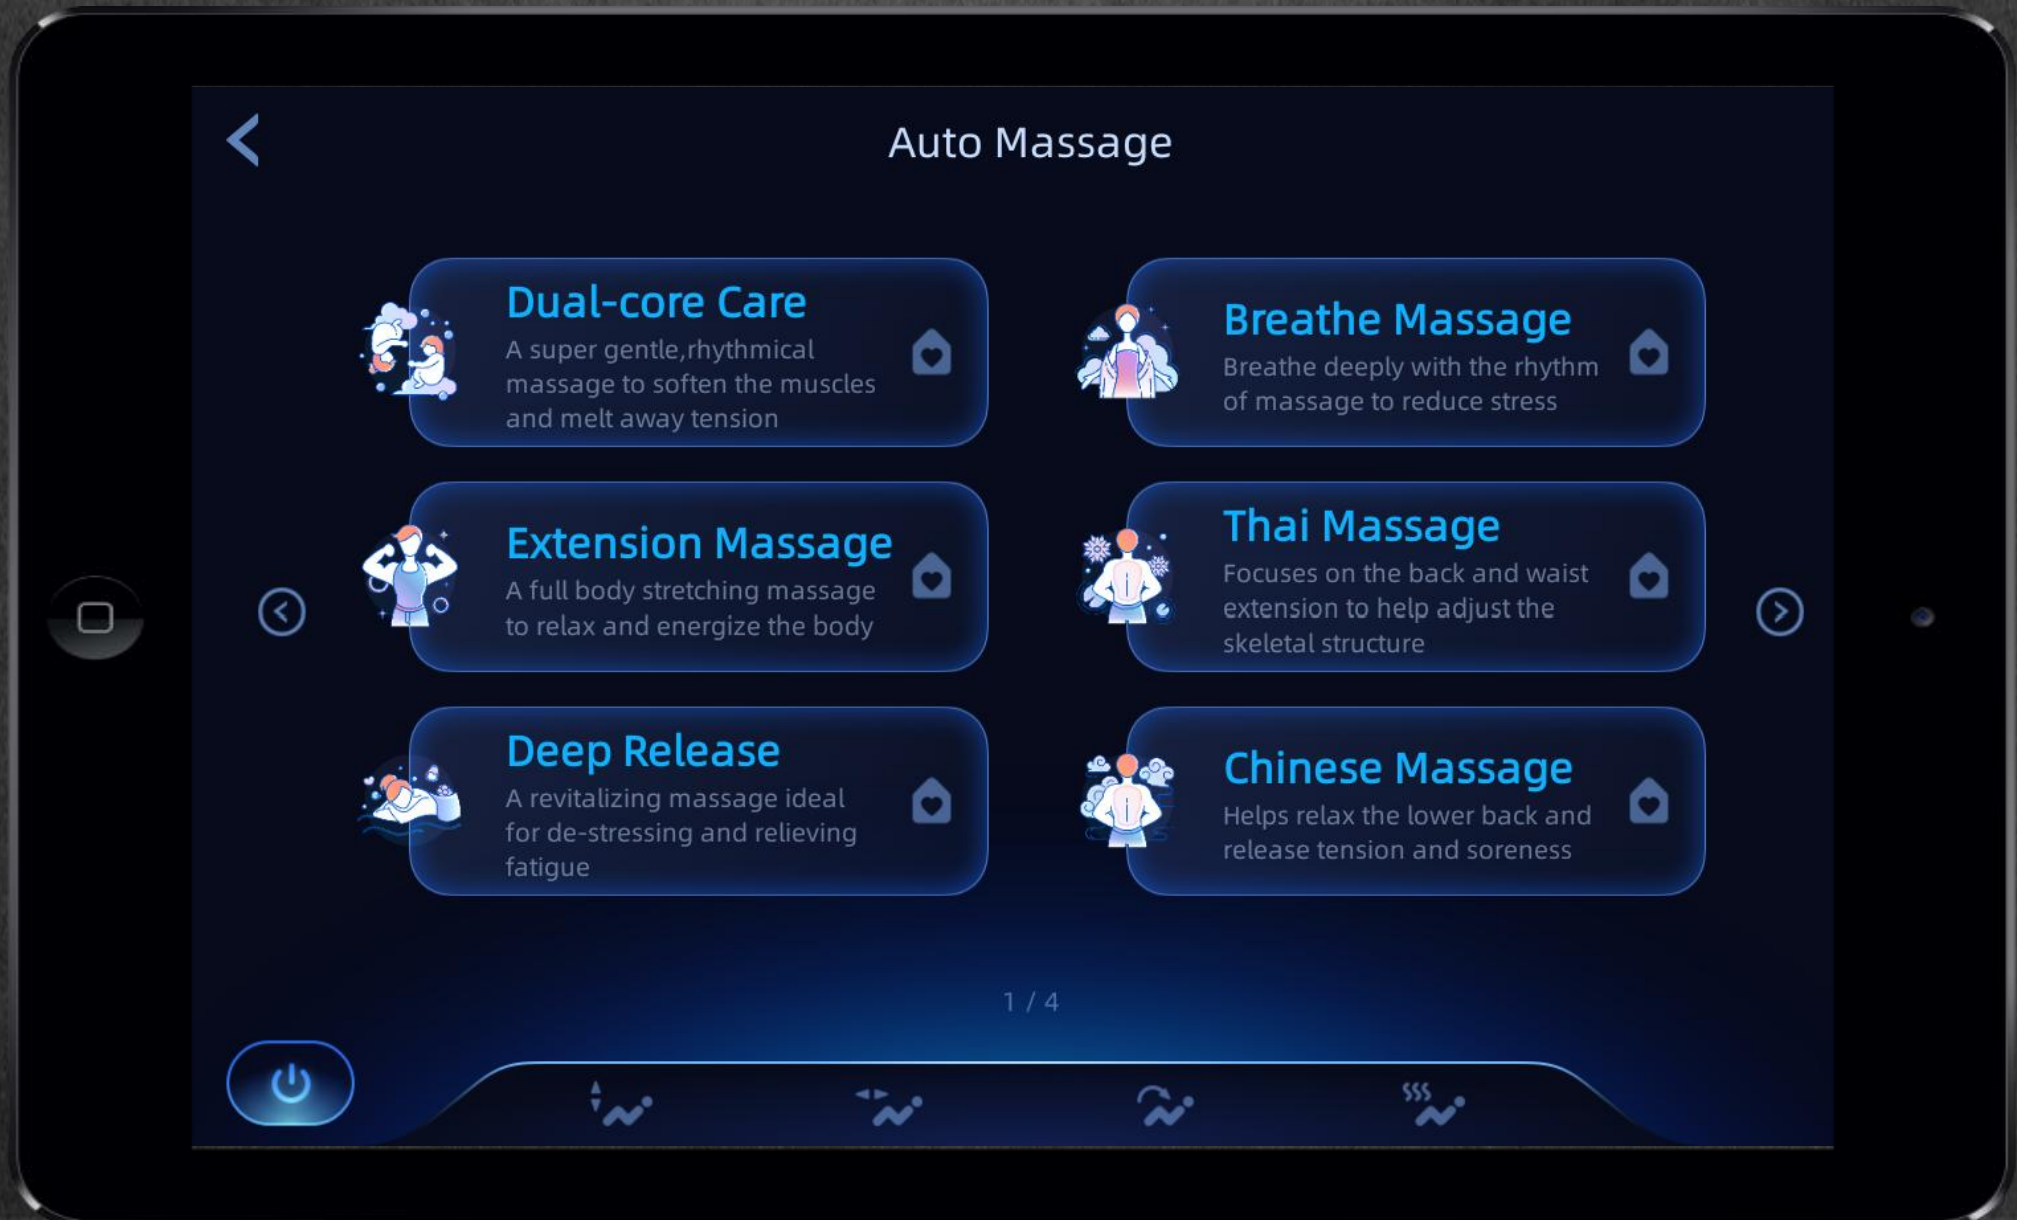 Auto Massage
Dual-core Care
A super gentle,rhythmical
massage to soften the muscles
and melt away tension
Breathe Massage
Breathe deeply with the rhythm
of massage to reduce stress
Extension Massage
A full body stretching massage
to relax and energize the body
Thai Massage
Focuses on the back and waist
extension to help adjust the
skeletal structure
Deep Release
A revitalizing massage ideal
for de-stressing and relieving
fatigue
Chinese Massage
Helps relax the lower back and
release tension and soreness
1 / 4